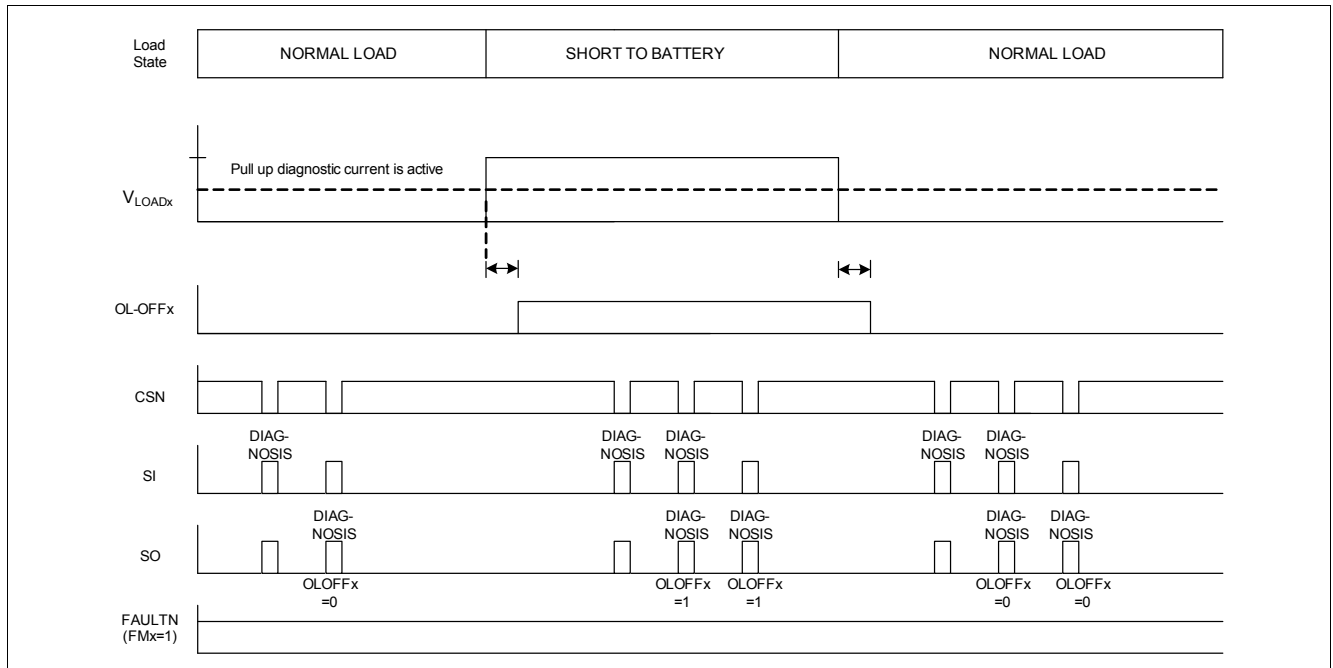 Load
State
NORMAL LOAD
SHORT TO BATTERY
NORMAL LOAD
Pull up diagnostic current is active
VLOADx
OL-OFFx
CSN
DIAG-
NOSIS
DIAG-
NOSIS
DIAG-
NOSIS
DIAG-
NOSIS
DIAG-
NOSIS
SI
DIAG-
NOSIS
DIAG-
NOSIS
DIAG-
NOSIS
DIAG-
NOSIS
DIAG-
NOSIS
SO
OLOFFx
=0
OLOFFx
=1
OLOFFx
=1
OLOFFx
=0
OLOFFx
=0
FAULTN
(FMx=1)